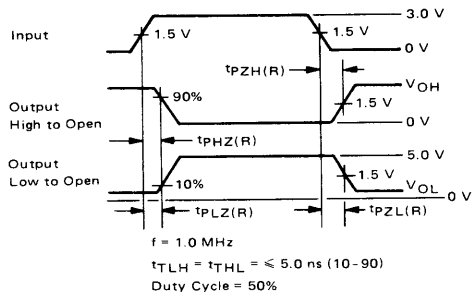 Input
1.5 V
1.5 V
3.0 V
0 V
tPZH(R)
Output
High to Open
90%
VOH
1.5 V
0 V
tPHZ(R)
Output
Low to Open
10%
5.0 V
1.5 V
VOL
0 V
tPLZ(R)
tPZL(R)
f = 1.0 MHz
tTLH = tTHL = ≤ 5.0 ns (10-90)
Duty Cycle = 50%